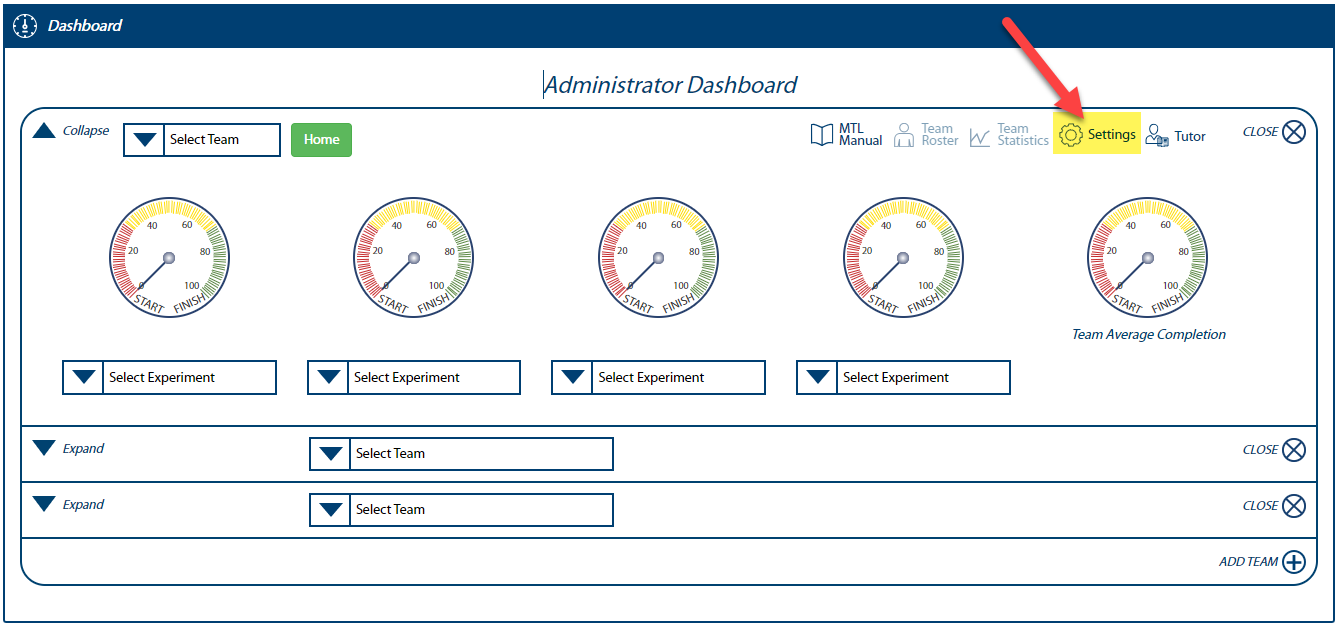 Dashboard
Administrator Dashboard
Collapse
Select Team
Home
MTL
Manual
Team
Roster
Team
Statistics
Settings
Tutor
CLOSE
0 20 40 60 80 100
START FINISH
0 20 40 60 80 100
START FINISH
0 20 40 60 80 100
START FINISH
0 20 40 60 80 100
START FINISH
0 20 40 60 80 100
START FINISH
Team Average Completion
Select Experiment
Select Experiment
Select Experiment
Select Experiment
Expand
Select Team
CLOSE
Expand
Select Team
CLOSE
ADD TEAM